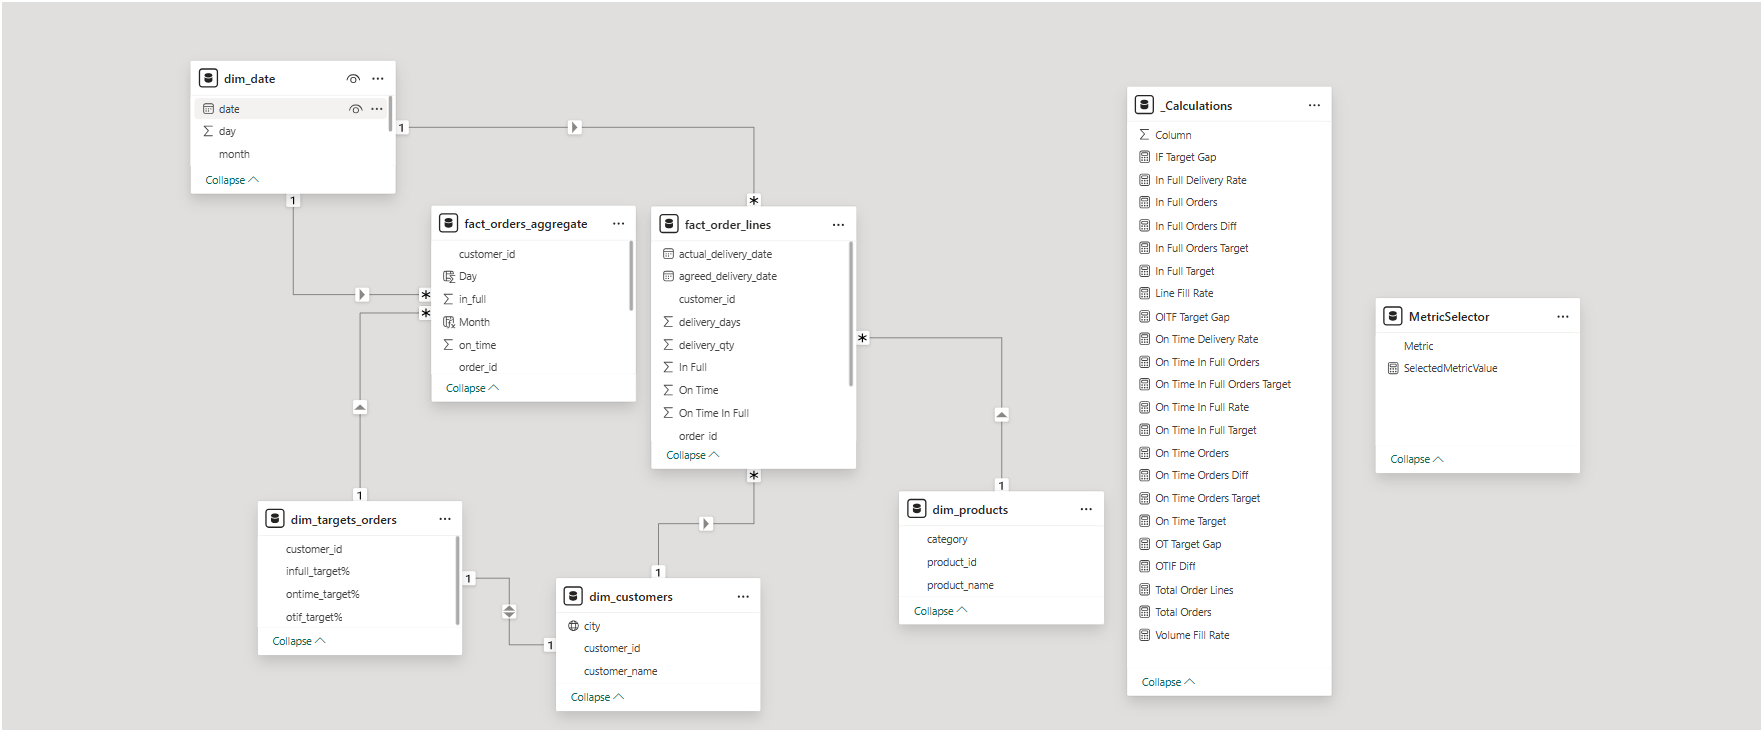 dim_date
date
day
month
Collapse
1
*
1
fact_orders_aggregate
customer_id
Day
in_full
Month
on_time
order_id
Collapse
*
*
fact_order_lines
actual_delivery_date
agreed_delivery_date
customer_id
delivery_days
delivery_qty
In Full
On Time
On Time In Full
order_id
Collapse
*
*
1
dim_targets_orders
customer_id
infull_target%
ontime_target%
otif_target%
Collapse
1
1
1
dim_customers
city
customer_id
customer_name
Collapse
1
dim_products
category
product_id
product_name
Collapse
_Calculations
Column
IF Target Gap
In Full Delivery Rate
In Full Orders
In Full Orders Diff
In Full Orders Target
In Full Target
Line Fill Rate
OITF Target Gap
On Time Delivery Rate
On Time In Full Orders
On Time In Full Orders Target
On Time In Full Rate
On Time In Full Target
On Time Orders
On Time Orders Diff
On Time Orders Target
On Time Target
OT Target Gap
OTIF Diff
Total Order Lines
Total Orders
Volume Fill Rate
Collapse
MetricSelector
Metric
SelectedMetricValue
Collapse